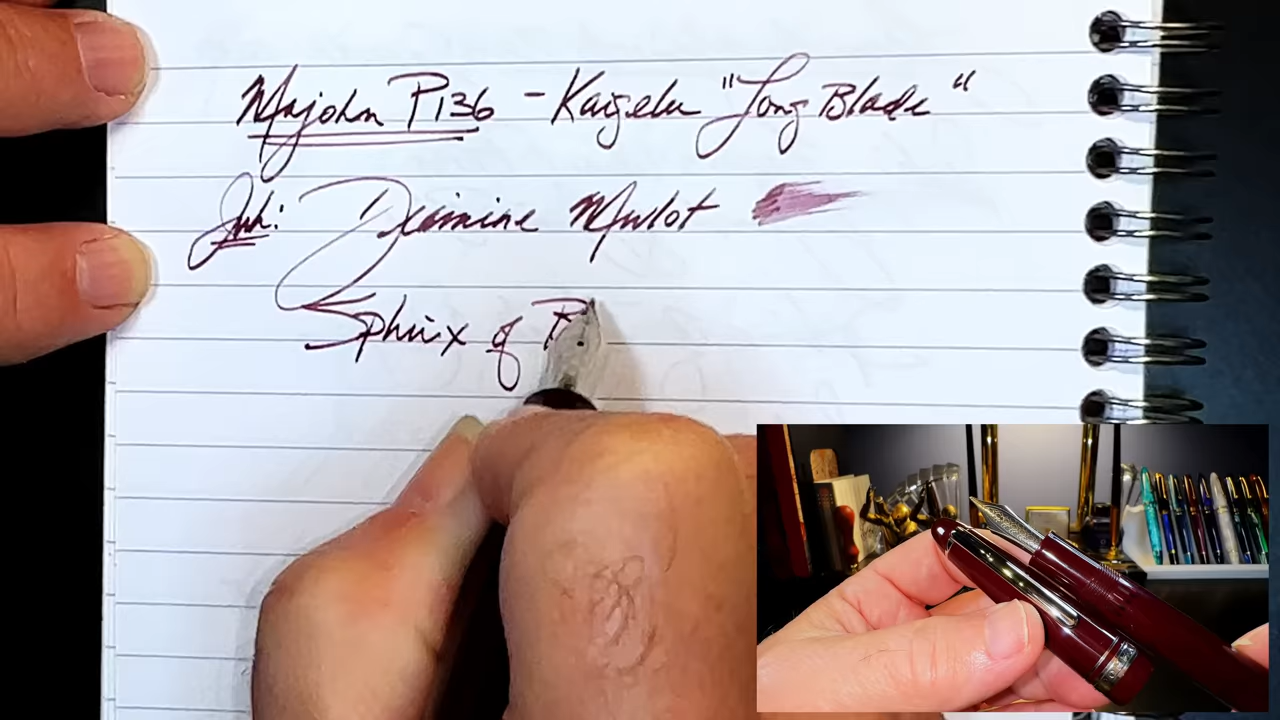 Majohn P136 - Kaigelu "Long Blade"
Ink: Diamine Merlot
Sphinx of